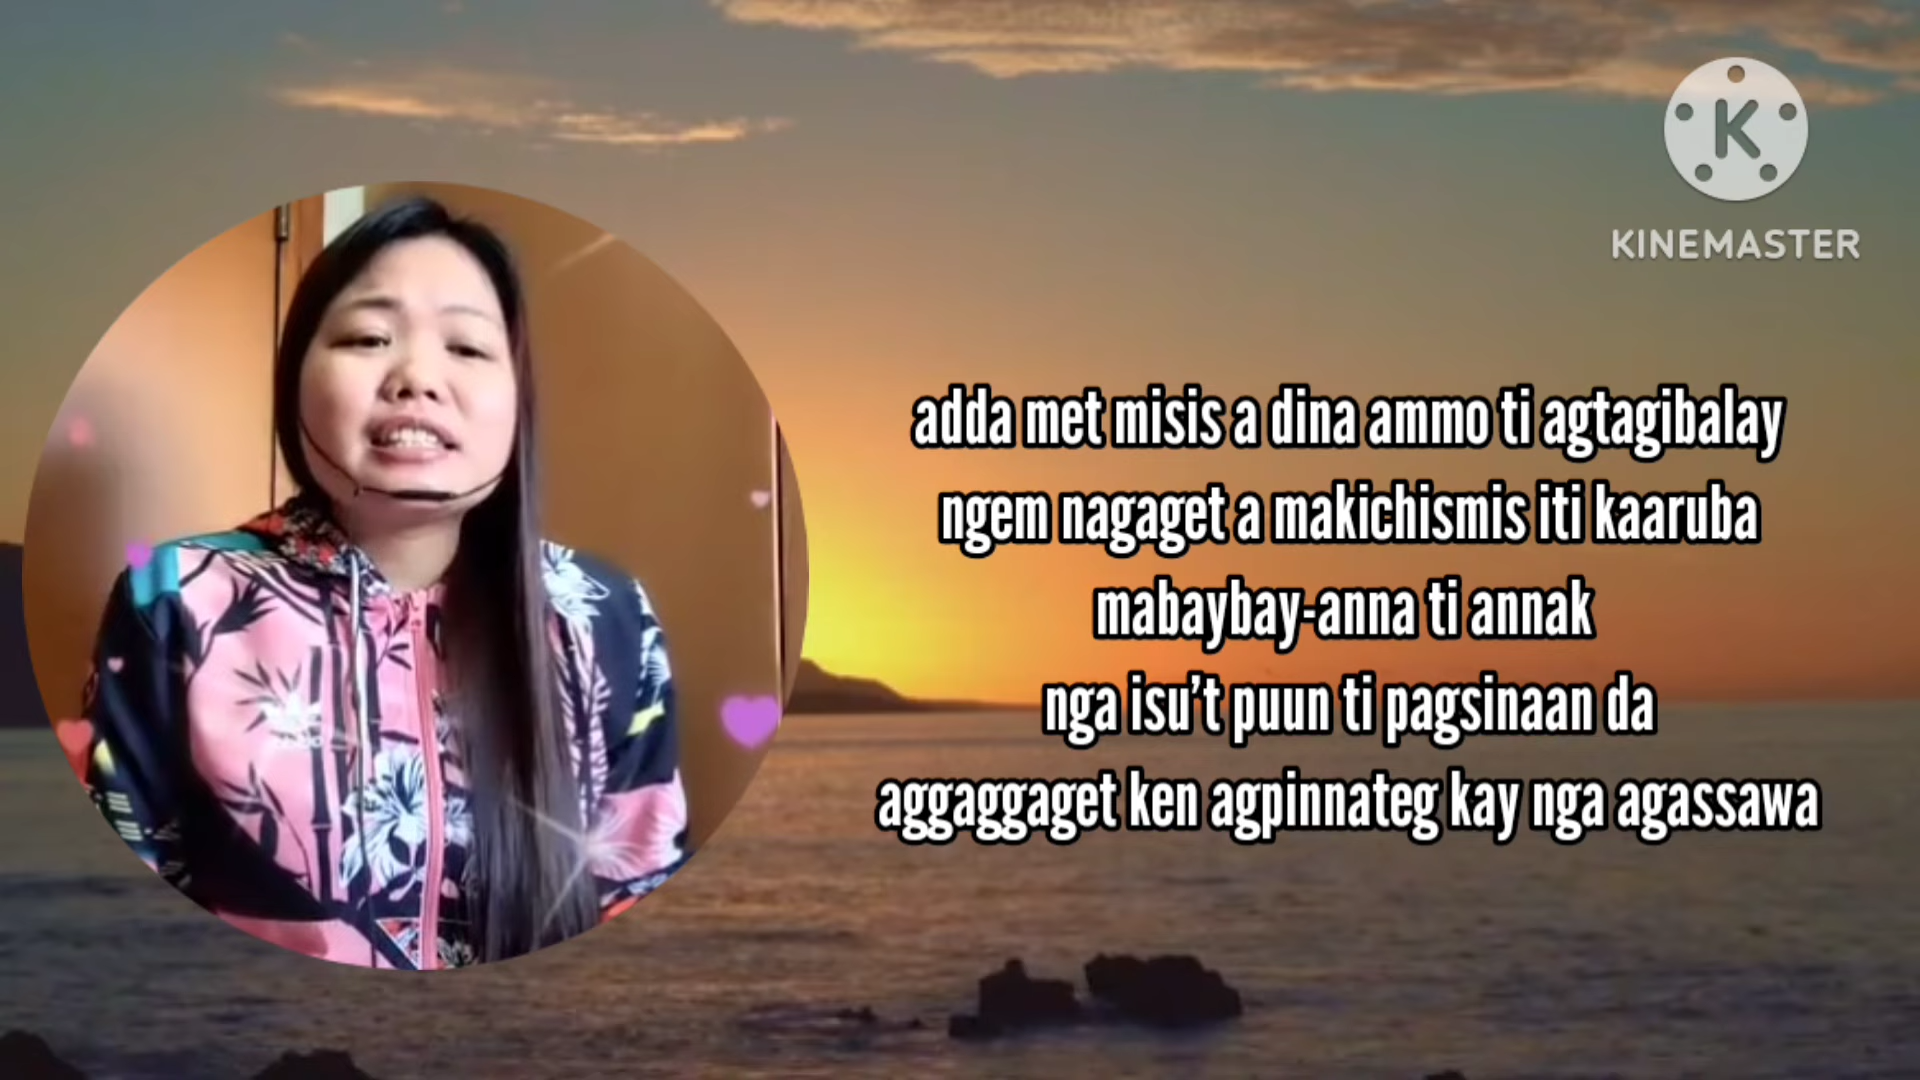 K
KINEMASTER
adda met misis a dina ammo ti agtagibalay
ngem nagaget a makichismis iti kaaruba
mabaybay-anna ti annak
nga isu't puun ti pagsinaan da
aggaggaget ken agpinnateg kay nga agassawa